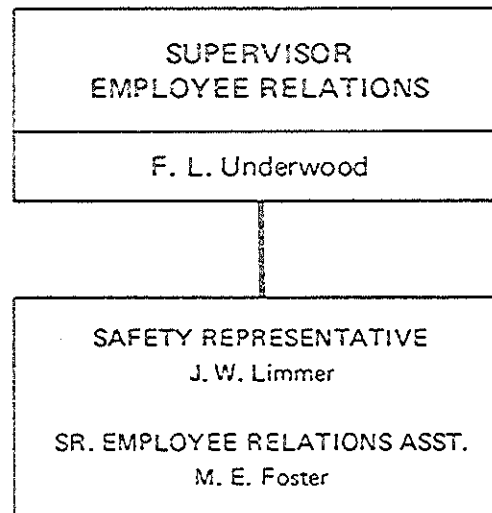 SUPERVISOR
EMPLOYEE RELATIONS
F. L. Underwood
SAFETY REPRESENTATIVE
J. W. Limmer
SR. EMPLOYEE RELATIONS ASST.
M. E. Foster